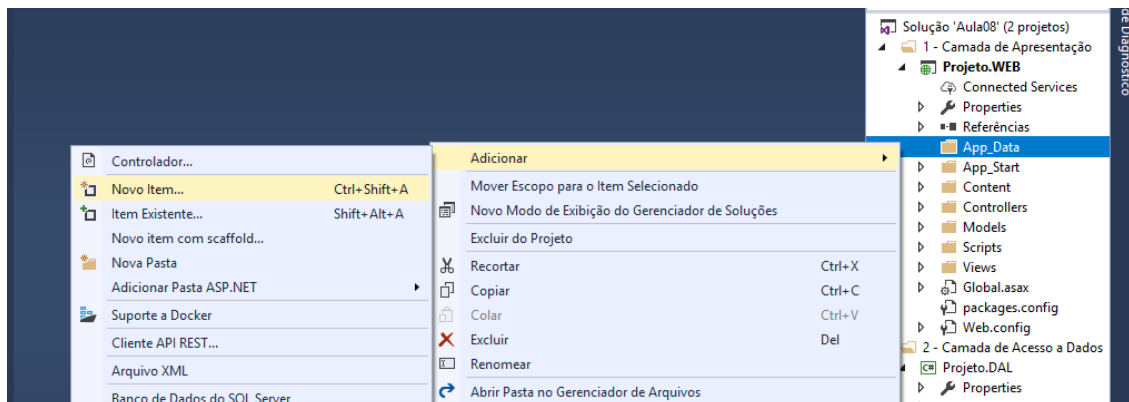 de Diagnóstico
Solução 'Aula08' (2 projetos)
1 - Camada de Apresentação
Projeto.WEB
Connected Services
Properties
Referências
App_Data
App_Start
Content
Controllers
Models
Scripts
Views
Global.asax
packages.config
Web.config
2 - Camada de Acesso a Dados
C# Projeto.DAL
Properties
Adicionar
Mover Escopo para o Item Selecionado
Novo Modo de Exibição do Gerenciador de Soluções
Excluir do Projeto
Recortar Ctrl+X
Copiar Ctrl+C
Colar Ctrl+V
Excluir Del
Renomear
Abrir Pasta no Gerenciador de Arquivos
Controlador...
Novo Item... Ctrl+Shift+A
Item Existente... Shift+Alt+A
Novo item com scaffold...
Nova Pasta
Adicionar Pasta ASP.NET
Suporte a Docker
Cliente API REST...
Arquivo XML
Banco de Dados do SQL Server